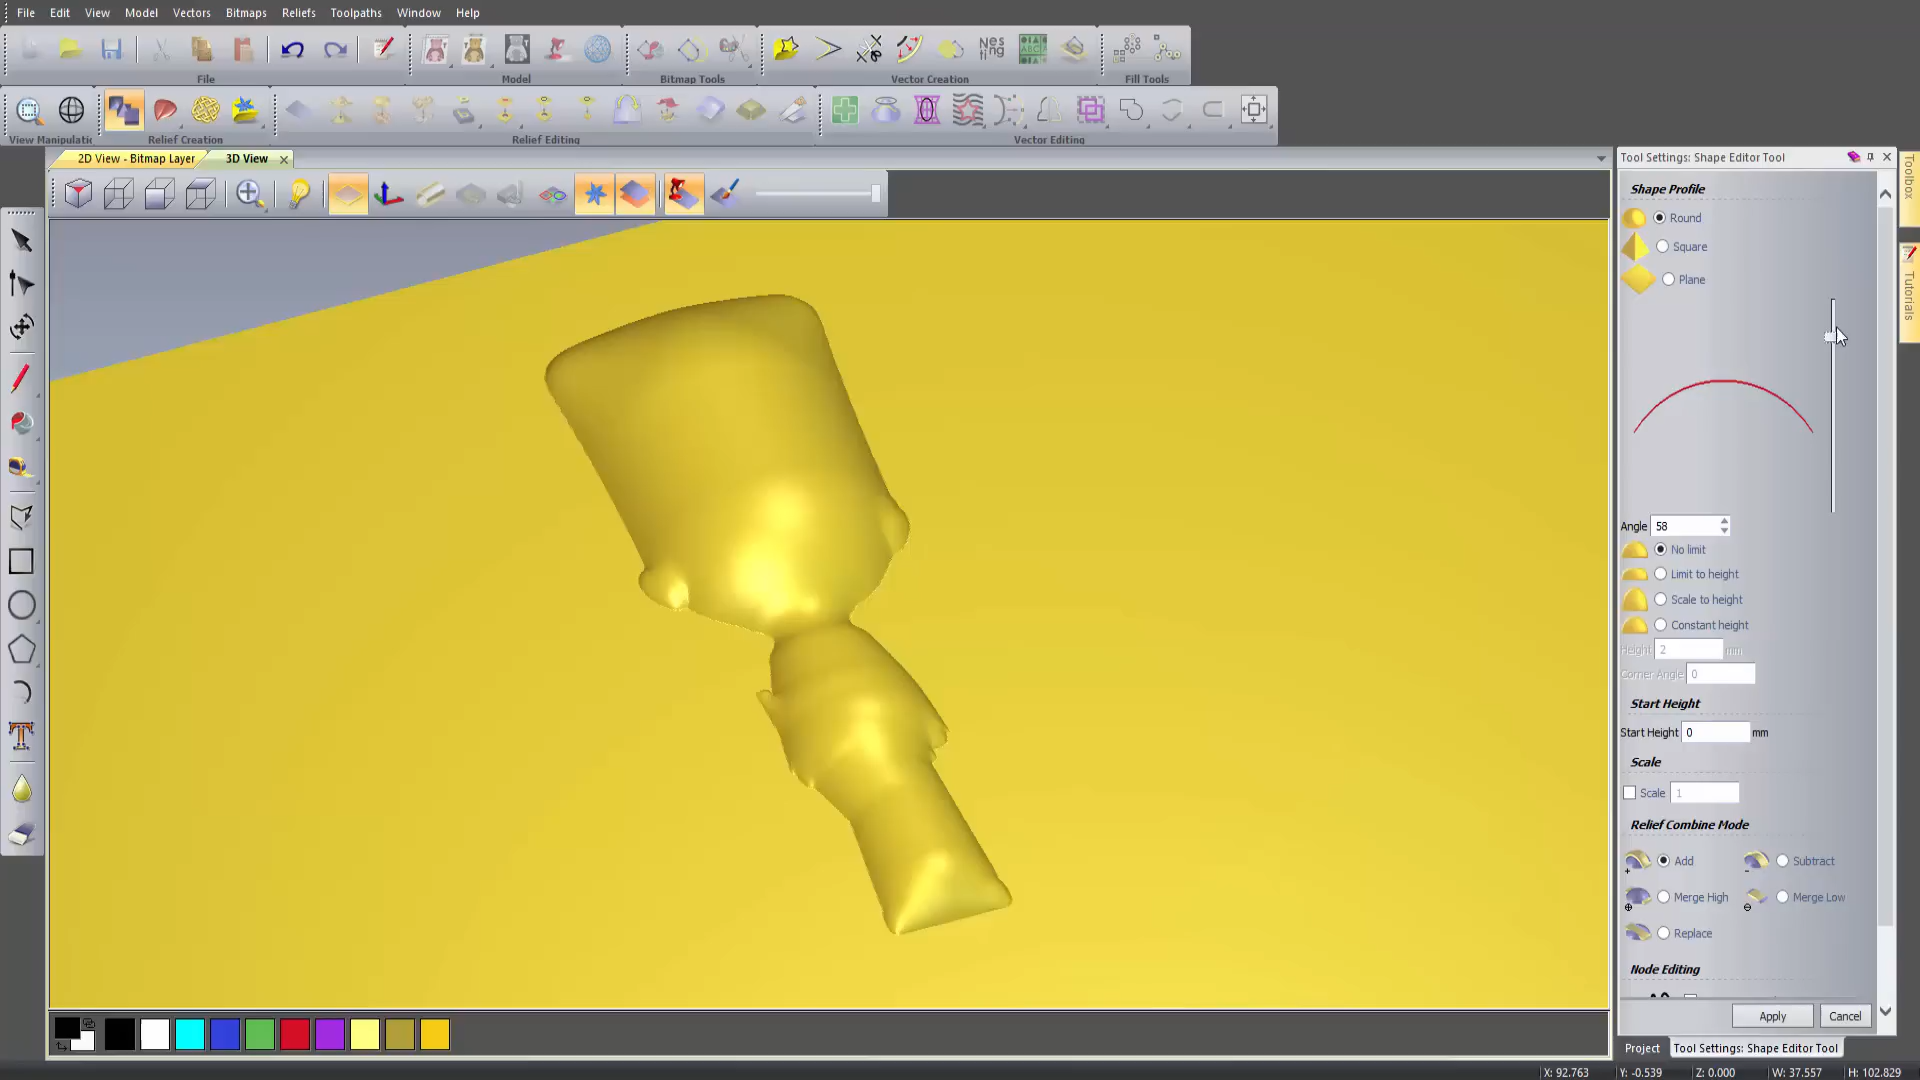 File Edit View Model Vectors Bitmaps Reliefs Toolpaths Window Help
File Model Bitmap Tools Vector Creation Fill Tools
Nes
ting
ABC
View Manipulatic Relief Creation Relief Editing Vector Editing
2D View - Bitmap Layer 3D View
Tool Settings: Shape Editor Tool
Toolbox
Tutorials
Shape Profile
Round
Square
Plane
Angle 58
No limit
Limit to height
Scale to height
Constant height
Height 2 mm
Corner Angle 0
Start Height
Start Height 0 mm
Scale
Scale 1
Relief Combine Mode
Add Subtract
Merge High Merge Low
Replace
Node Editing
Apply Cancel
Project Tool Settings: Shape Editor Tool
X: 92.763 Y: -0.539 Z: 0.000 W: 37.557 H: 102.829